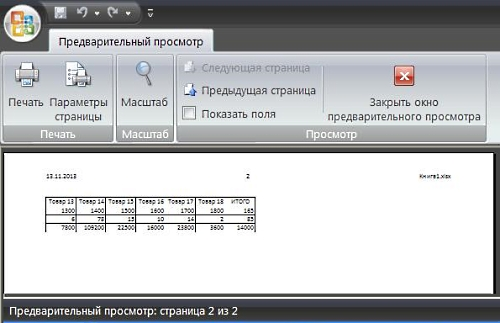 Предварительный просмотр
Печать
Параметры страницы
Печать
Масштаб
Масштаб
Следующая страница
Предыдущая страница
Показать поля
Закрыть окно
предварительного просмотра
Просмотр
13.11.2013 2 Книга1.xlsx
Товар 13 Товар 14 Товар 15 Товар 16 Товар 17 Товар 18 ИТОГО
1300 1400 1500 1600 1700 1800 165
6 78 15 10 14 2 85
7800 109200 22500 16000 23800 3600 14000
Предварительный просмотр: страница 2 из 2